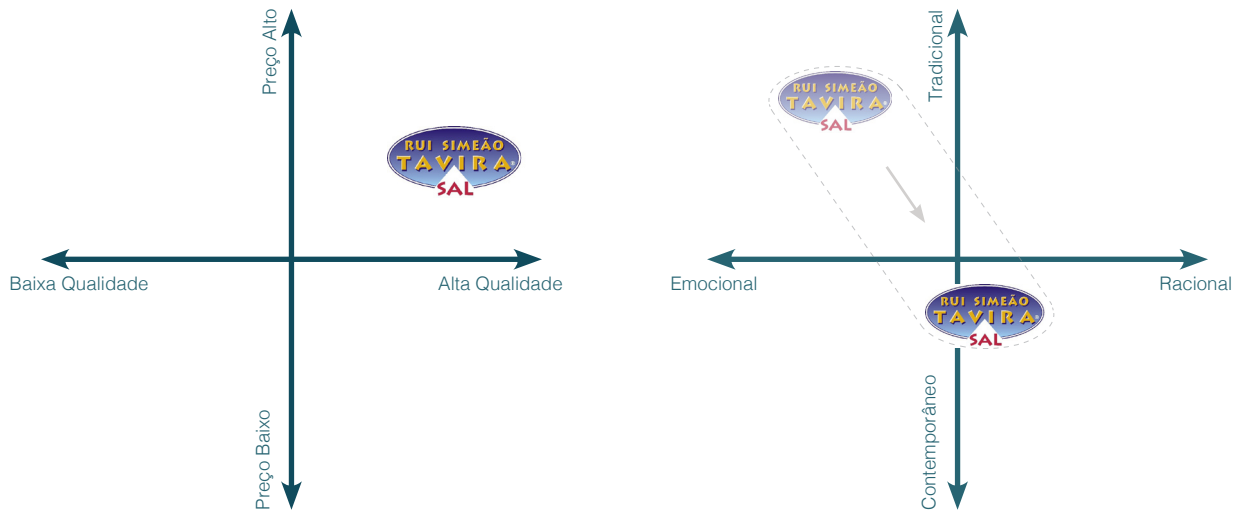 Preço Alto
RUI SIMEÃO
TAVIRA®
SAL
Baixa Qualidade
Alta Qualidade
Preço Baixo
Tradicional
RUI SIMEÃO
TAVIRA®
SAL
Emocional
Racional
RUI SIMEÃO
TAVIRA®
SAL
Contemporâneo